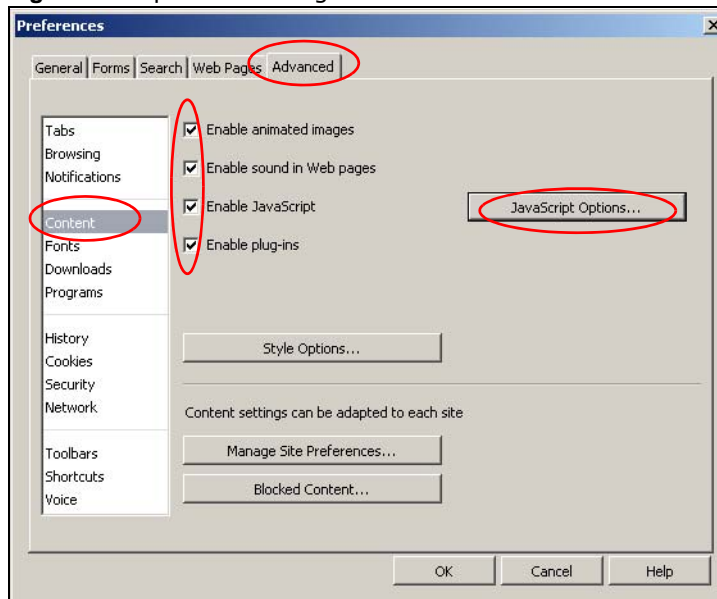 Preferences
General Forms Search Web Pages Advanced
Tabs
Browsing
Notifications
Content
Fonts
Downloads
Programs
History
Cookies
Security
Network
Toolbars
Shortcuts
Voice
Enable animated images
Enable sound in Web pages
Enable JavaScript
JavaScript Options...
Enable plug-ins
Style Options...
Content settings can be adapted to each site
Manage Site Preferences...
Blocked Content...
OK Cancel Help